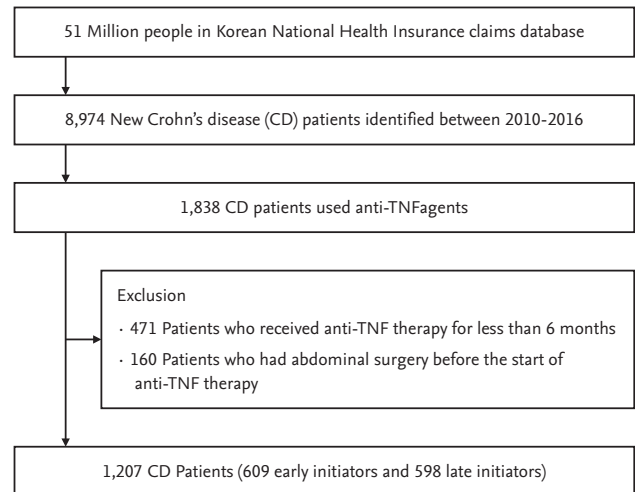 51 Million people in Korean National Health Insurance claims database
8,974 New Crohn's disease (CD) patients identified between 2010-2016
1,838 CD patients used anti-TNFagents
Exclusion
· 471 Patients who received anti-TNF therapy for less than 6 months
· 160 Patients who had abdominal surgery before the start of
anti-TNF therapy
1,207 CD Patients (609 early initiators and 598 late initiators)